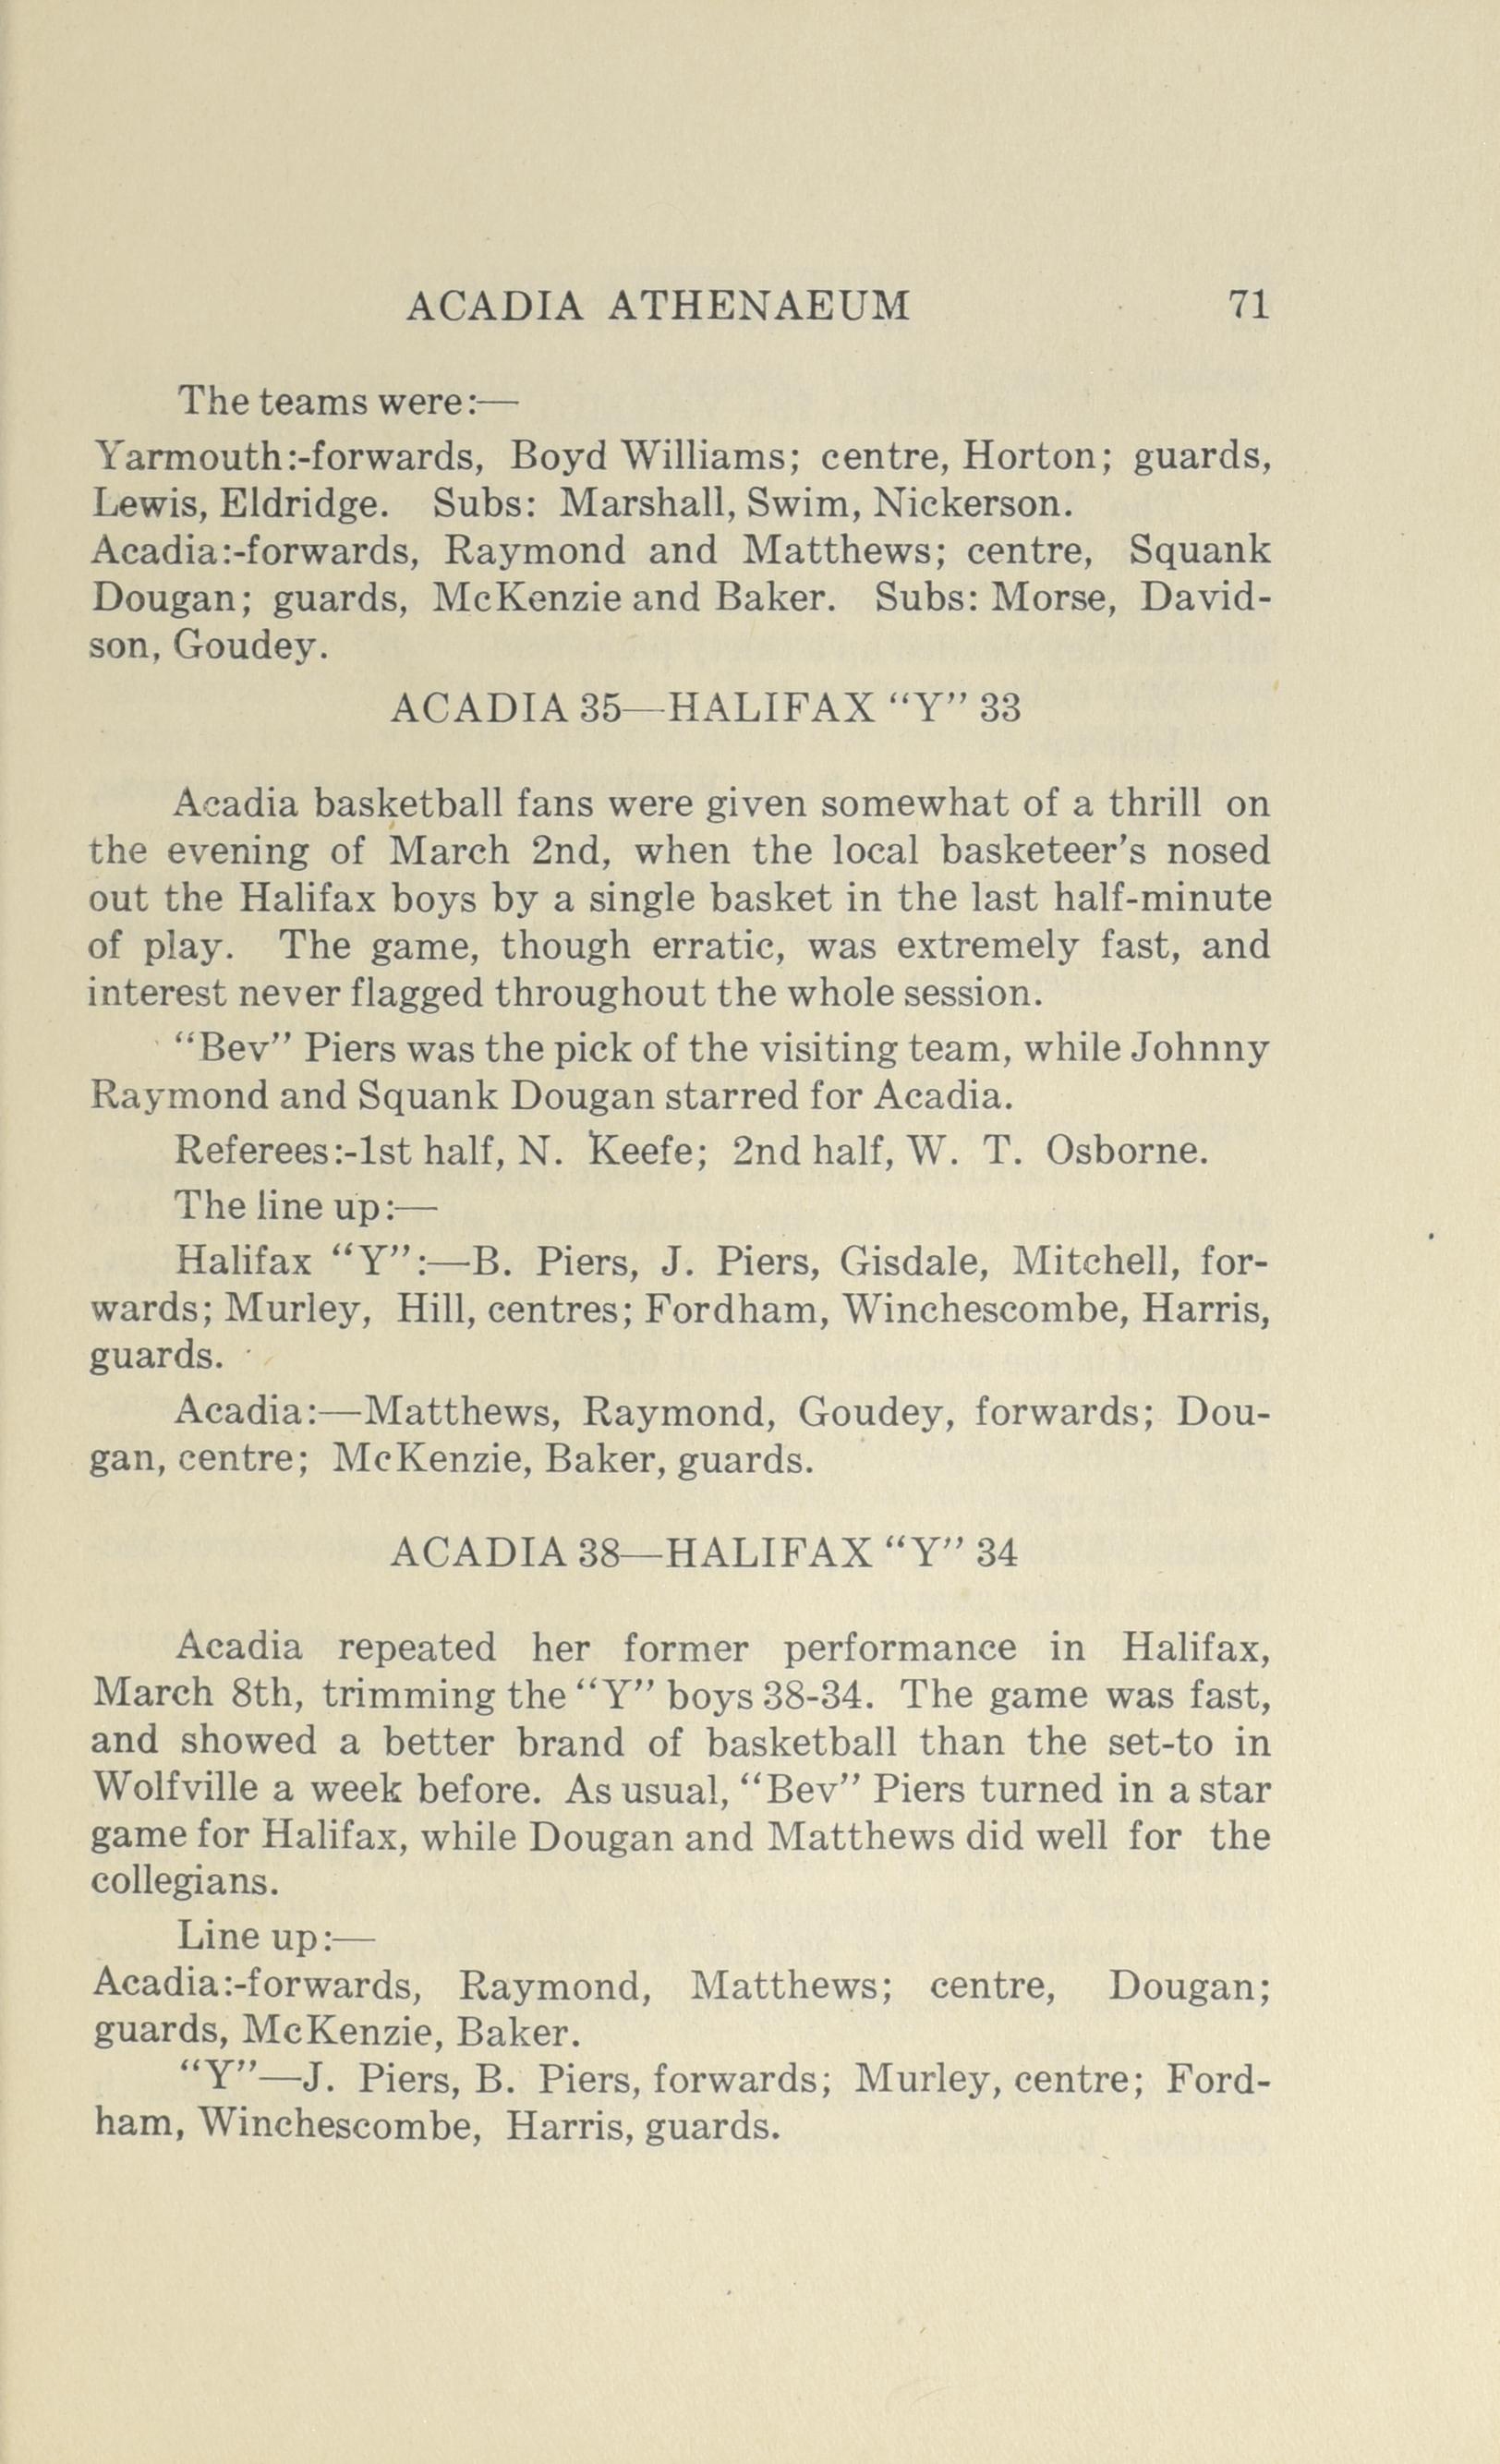 ACADIA ATHENAEUM 71
The teams were:—
Yarmouth:-forwards, Boyd Williams; centre, Horton; guards,
Lewis, Eldridge. Subs: Marshall, Swim, Nickerson.
Acadia:-forwards, Raymond and Matthews; centre, Squank
Dougan; guards, McKenzie and Baker. Subs: Morse, David-
son, Goudey.
ACADIA 35—HALIFAX “Y” 33
Acadia basketball fans were given somewhat of a thrill on
the evening of March 2nd, when the local basketeer's nosed
out the Halifax boys by a single basket in the last half-minute
of play. The game, though erratic, was extremely fast, and
interest never flagged throughout the whole session.
“Bev” Piers was the pick of the visiting team, while Johnny
Raymond and Squank Dougan starred for Acadia.
Referees:-1st half, N. Keefe; 2nd half, W. T. Osborne.
The line up:—
Halifax “Y”:—B. Piers, J. Piers, Gisdale, Mitchell, for-
wards; Murley, Hill, centres; Fordham, Winchescombe, Harris,
guards.
Acadia:—Matthews, Raymond, Goudey, forwards; Dou-
gan, centre; McKenzie, Baker, guards.
ACADIA 38—HALIFAX “Y” 34
Acadia repeated her former performance in Halifax,
March 8th, trimming the “Y” boys 38-34. The game was fast,
and showed a better brand of basketball than the set-to in
Wolfville a week before. As usual, “Bev” Piers turned in a star
game for Halifax, while Dougan and Matthews did well for the
collegians.
Line up:—
Acadia:-forwards, Raymond, Matthews; centre, Dougan;
guards, McKenzie, Baker.
“Y”—J. Piers, B. Piers, forwards; Murley, centre; Ford-
ham, Winchescombe, Harris, guards.